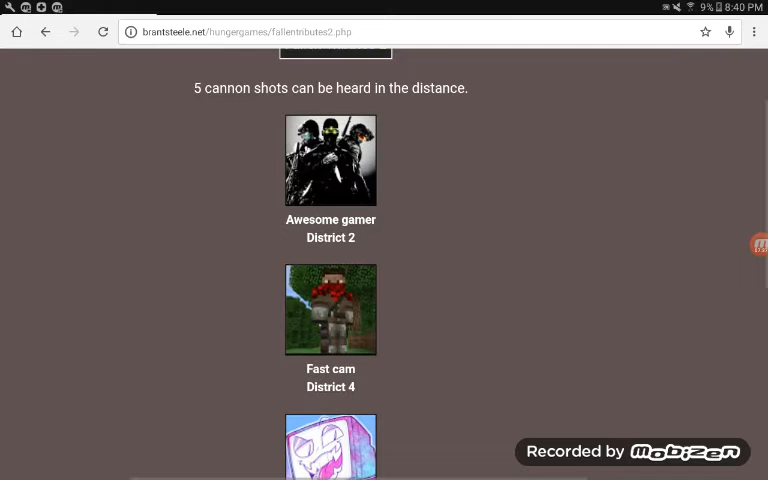 9% 8:40 PM
brantsteele.net/hungergames/fallentributes2.php
5 cannon shots can be heard in the distance.
Awesome gamer
District 2
Fast cam
District 4
Recorded by mobizen